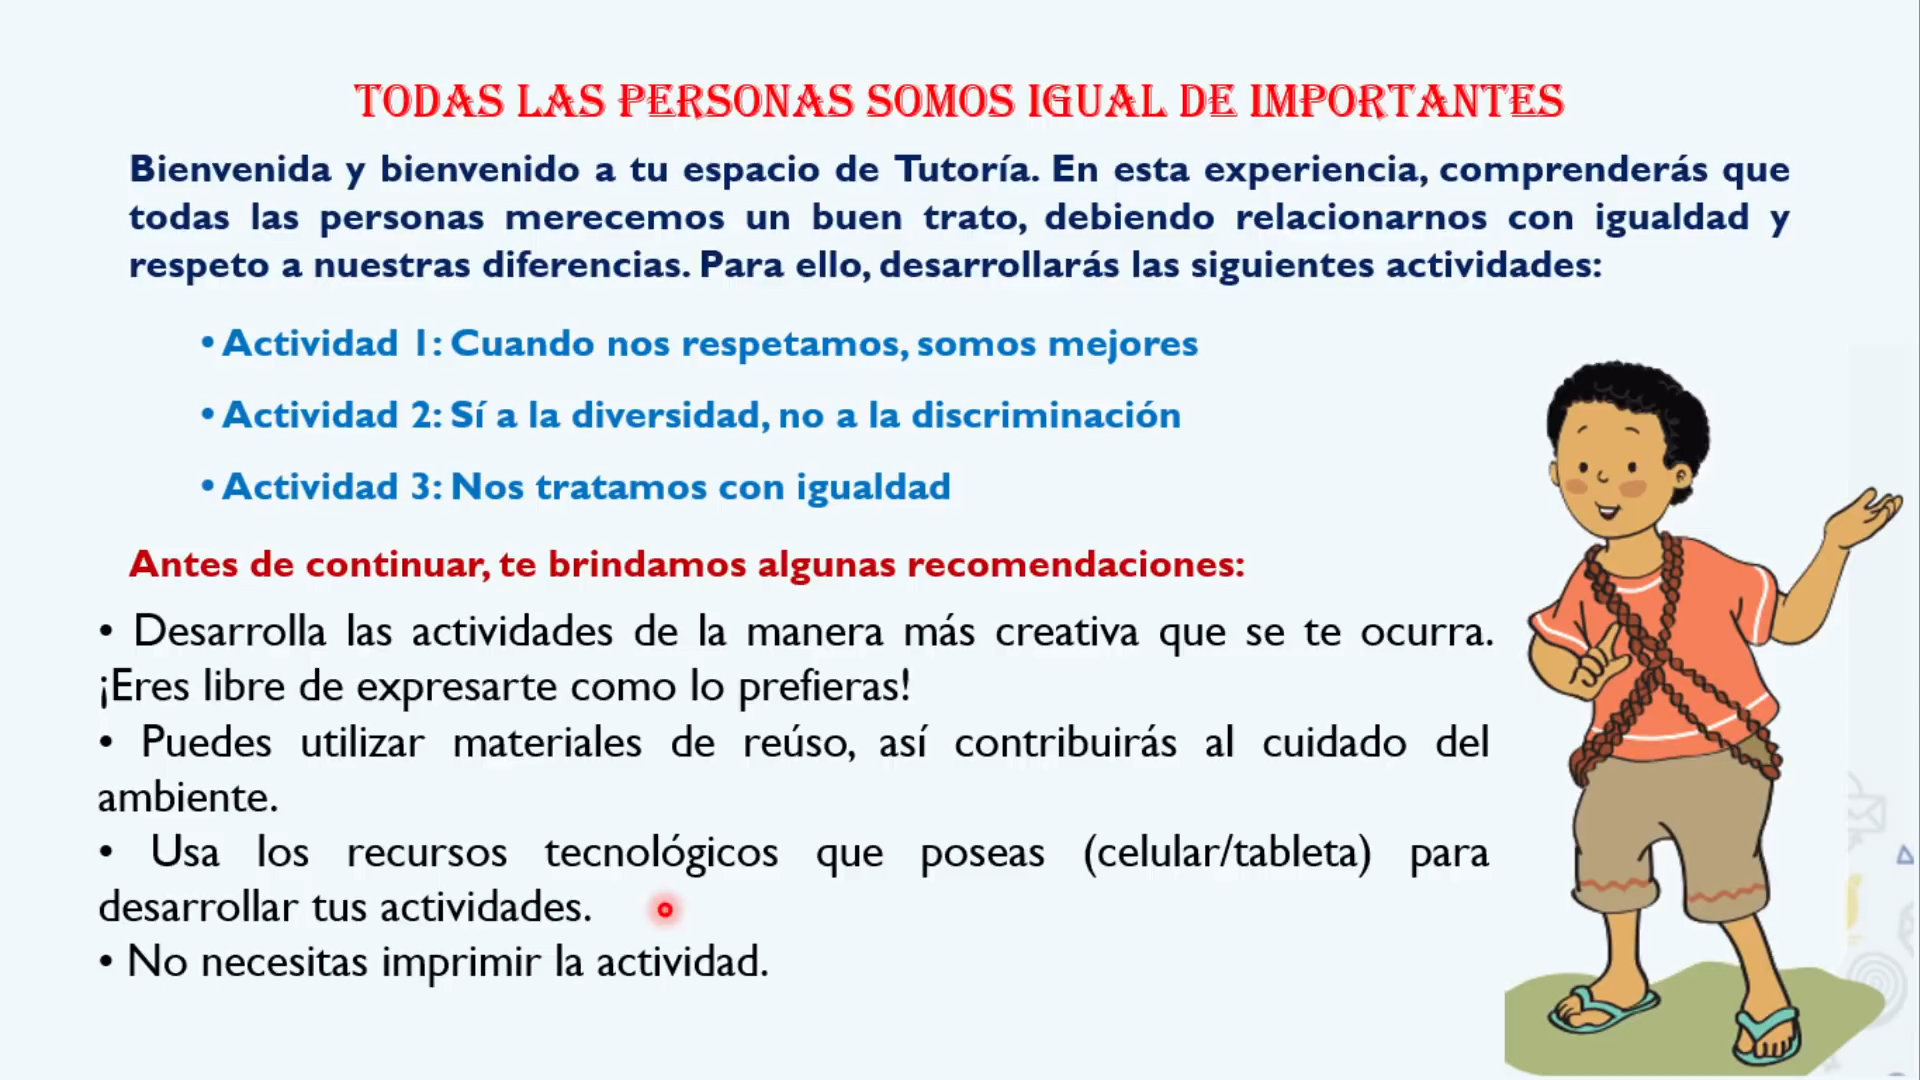 TODAS LAS PERSONAS SOMOS IGUAL DE IMPORTANTES
Bienvenida y bienvenido a tu espacio de Tutoría. En esta experiencia, comprenderás que
todas las personas merecemos un buen trato, debiendo relacionarnos con igualdad y
respeto a nuestras diferencias. Para ello, desarrollarás las siguientes actividades:
• Actividad 1: Cuando nos respetamos, somos mejores
• Actividad 2: Sí a la diversidad, no a la discriminación
• Actividad 3: Nos tratamos con igualdad
Antes de continuar, te brindamos algunas recomendaciones:
• Desarrolla las actividades de la manera más creativa que se te ocurra.
¡Eres libre de expresarte como lo prefieras!
• Puedes utilizar materiales de reúso, así contribuirás al cuidado del
ambiente.
• Usa los recursos tecnológicos que poseas (celular/tableta) para
desarrollar tus actividades.
• No necesitas imprimir la actividad.